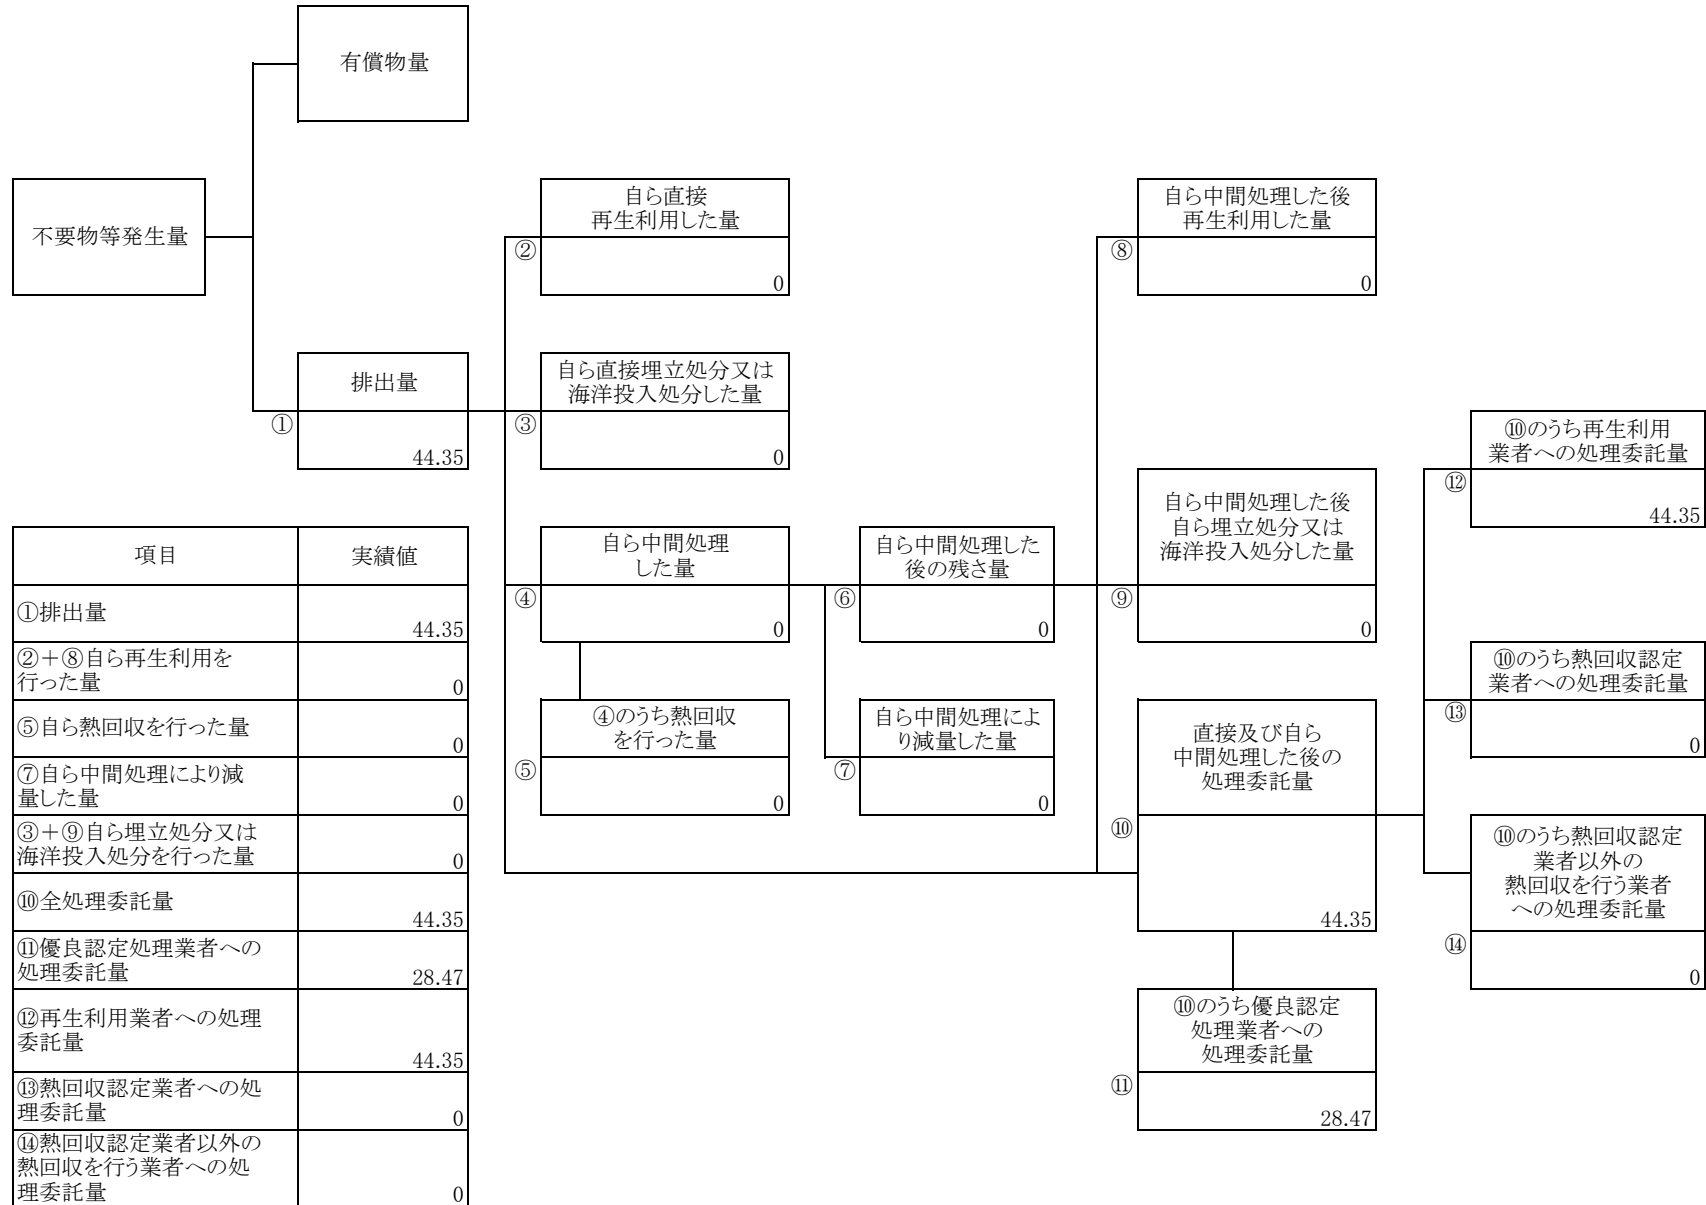 有償物量
不要物等発生量
自ら直接
再生利用した量
②
0
自ら中間処理した後
再生利用した量
⑧
0
排出量
①
44.35
自ら直接埋立処分又は
海洋投入処分した量
③
0
⑩のうち再生利用
業者への処理委託量
⑫
44.35
自ら中間処理
した量
④
0
自ら中間処理した
後の残さ量
⑥
0
自ら中間処理した後
自ら埋立処分又は
海洋投入処分した量
⑨
0
⑩のうち熱回収認定
業者への処理委託量
⑬
0
④のうち熱回収
を行った量
⑤
0
自ら中間処理によ
り減量した量
⑦
0
直接及び自ら
中間処理した後の
処理委託量
⑩
44.35
⑩のうち熱回収認定
業者以外の
熱回収を行う業者
への処理委託量
⑭
0
⑩のうち優良認定
処理業者への
処理委託量
⑪
28.47
項目 実績値
①排出量
44.35
②＋⑧自ら再生利用を
行った量
0
⑤自ら熱回収を行った量
0
⑦自ら中間処理により減
量した量
0
③＋⑨自ら埋立処分又は
海洋投入処分を行った量
0
⑩全処理委託量
44.35
⑪優良認定処理業者への
処理委託量
28.47
⑫再生利用業者への処理
委託量
44.35
⑬熱回収認定業者への処
理委託量
0
⑭熱回収認定業者以外の
熱回収を行う業者への処
理委託量
0